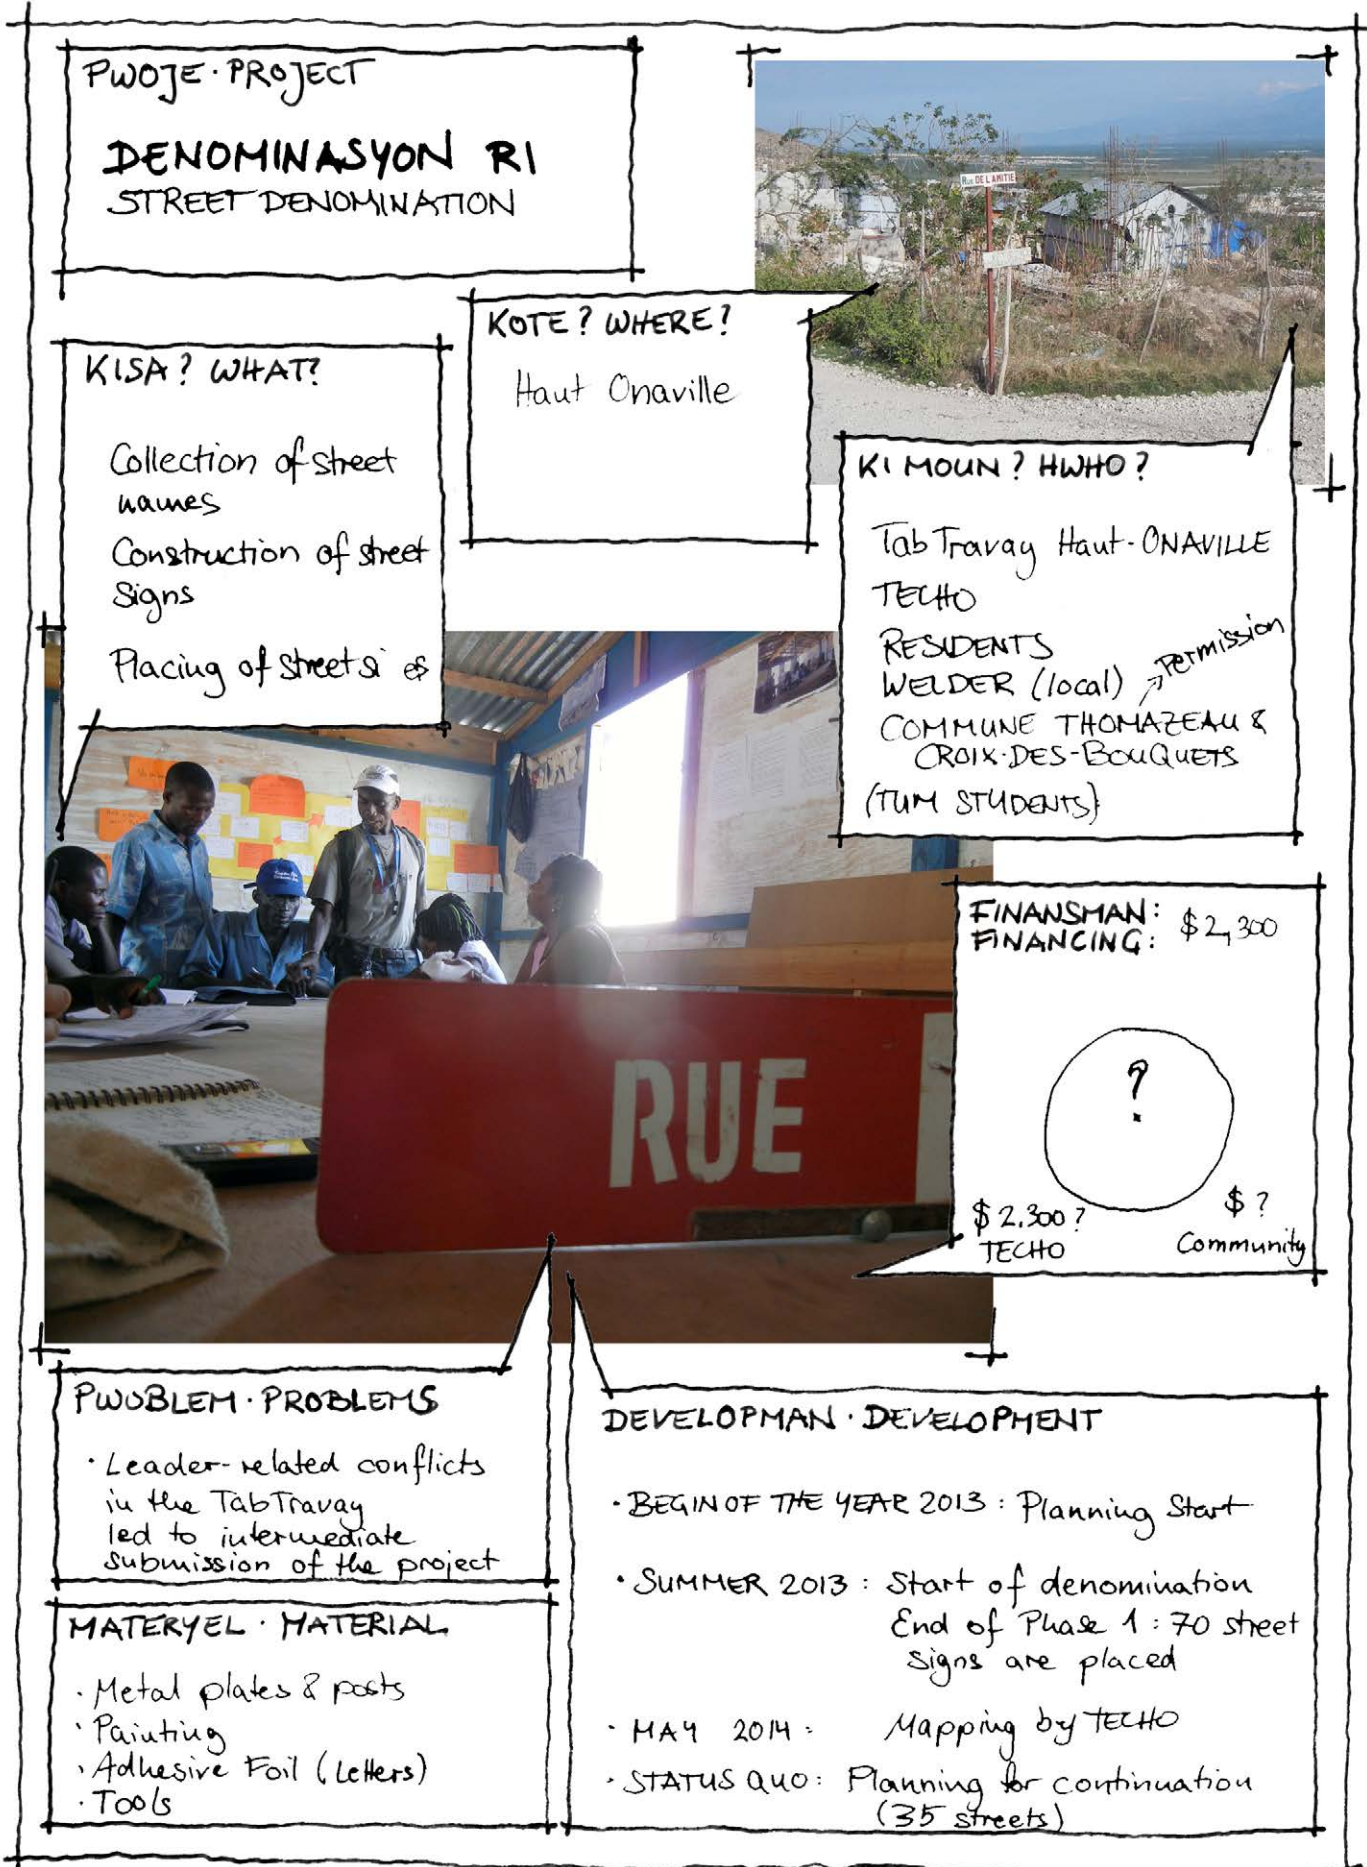 PWOJE · PROJECT
DENOMINASYON RI
STREET DENOMINATION
RUE DE L'AMITIE
KOTE? WHERE?
Haut Onaville
KISA? WHAT?
Collection of street
names
Construction of street
signs
Placing of street si es
KI MOUN? HWHO?
Tab Travay Haut-ONAVILLE
TECHO
RESIDENTS
WELDER (local)
Permission
COMMUNE THOMAZEAU &
CROIX-DES-BOUQUETS
(TUM STUDENTS)
FINANSMAN:
FINANCING: $2,300
?
$2.300?
TECHO
$?
Community
RUE
PWOBLEM · PROBLEMS
· Leader-related conflicts
in the TabTravay
led to intermediate
submission of the project
MATERYEL · MATERIAL
· Metal plates & posts
· Painting
· Adhesive Foil (Letters)
· Tools
DEVELOPMAN · DEVELOPMENT
· BEGIN OF THE YEAR 2013: Planning Start
· SUMMER 2013: Start of denomination
End of Phase 1: 70 street
signs are placed
· MAY 2014: Mapping by TECHO
· STATUS QUO: Planning for continuation
(35 streets)